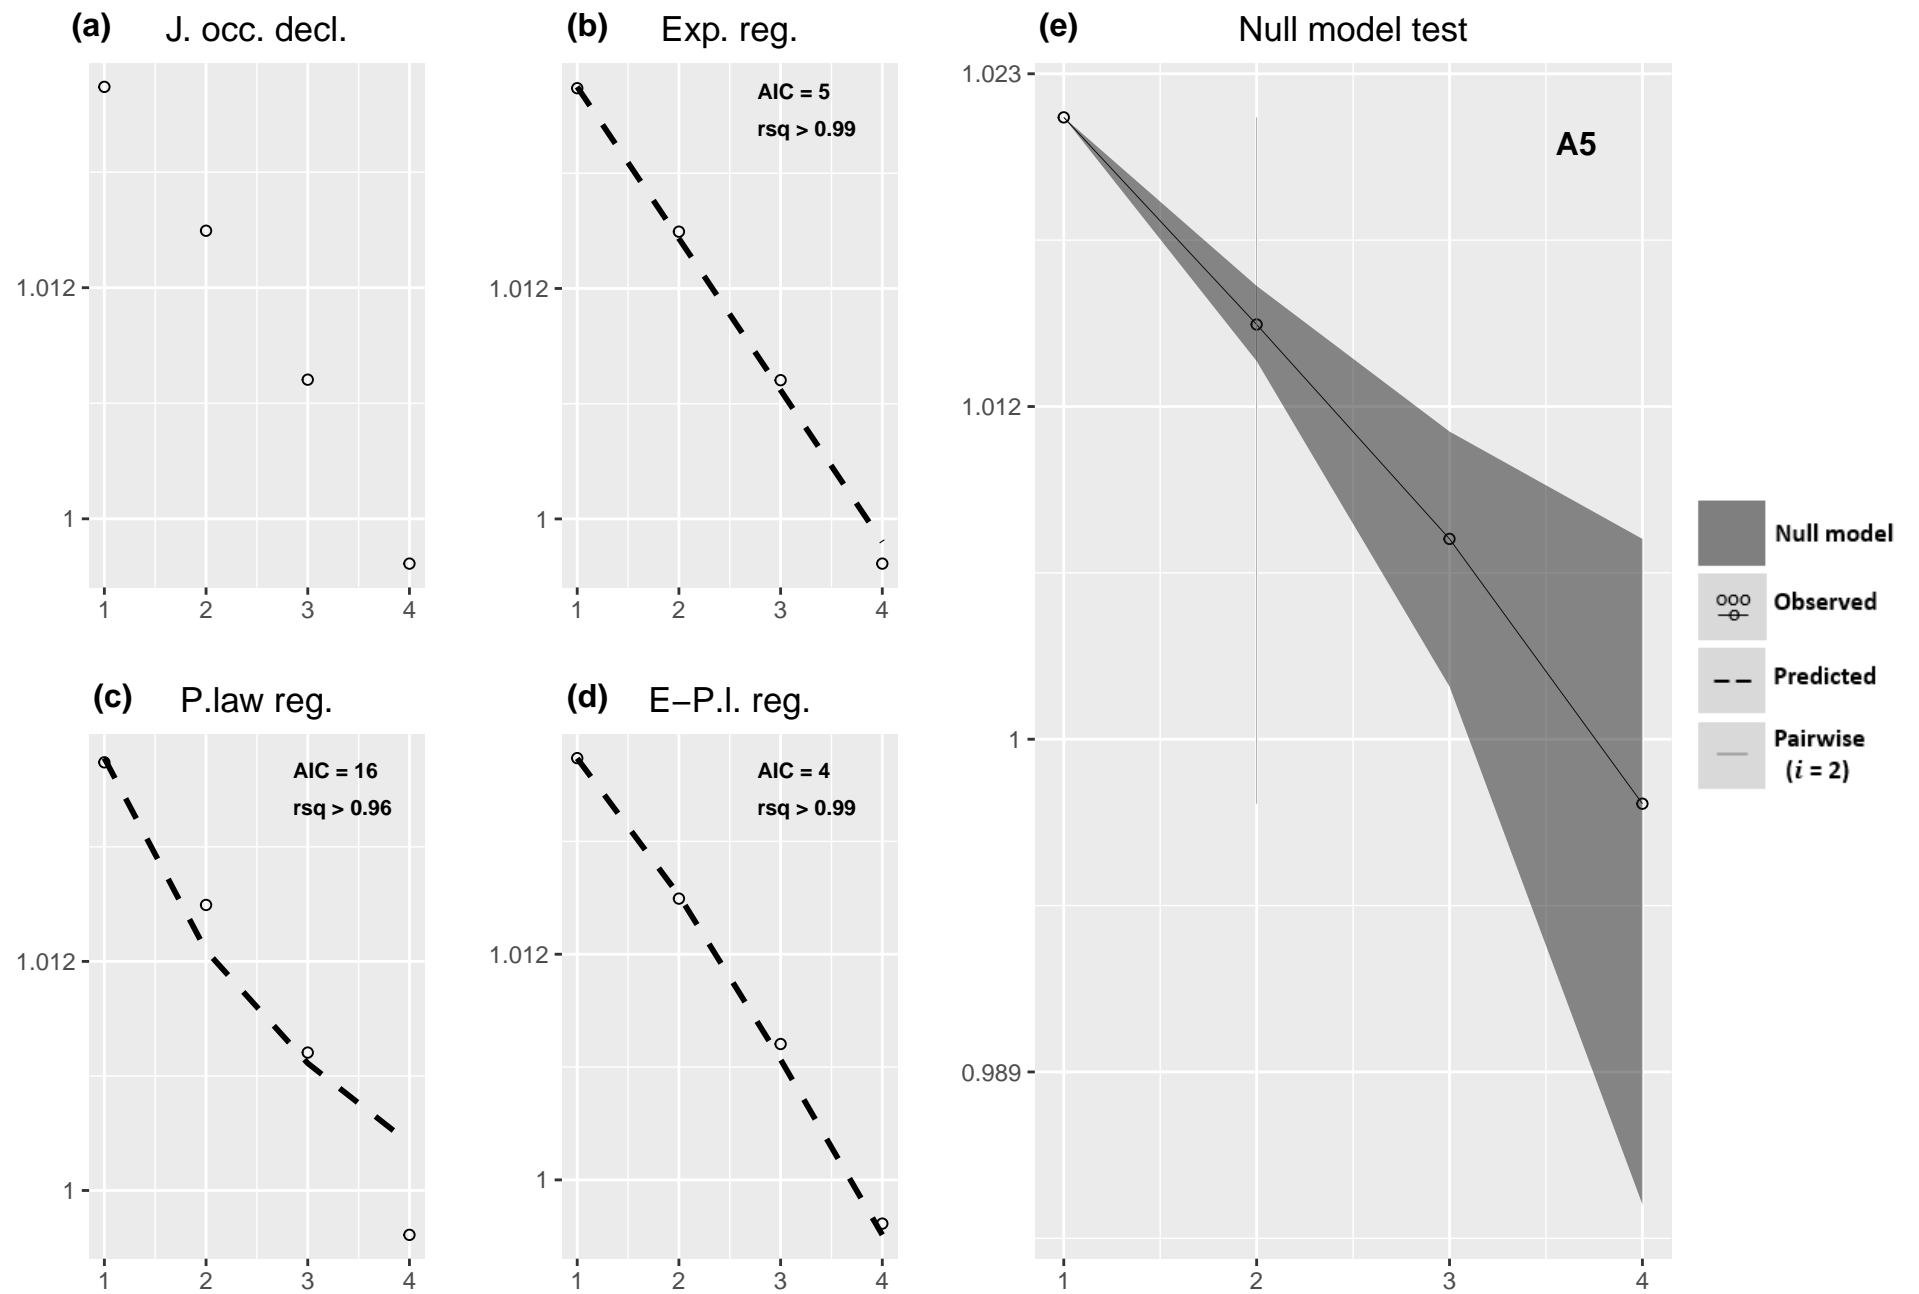 (a) J. occ. decl.
1.012
1
1 2 3 4
(b) Exp. reg.
AIC = 5
rsq > 0.99
1.012
1
1 2 3 4
(c) P.law reg.
AIC = 16
rsq > 0.96
1.012
1
1 2 3 4
(d) E−P.l. reg.
AIC = 4
rsq > 0.99
1.012
1
1 2 3 4
(e) Null model test
A5
1.023
1.012
1
0.989
1 2 3 4
Null model
Observed
Predicted
Pairwise
(i = 2)